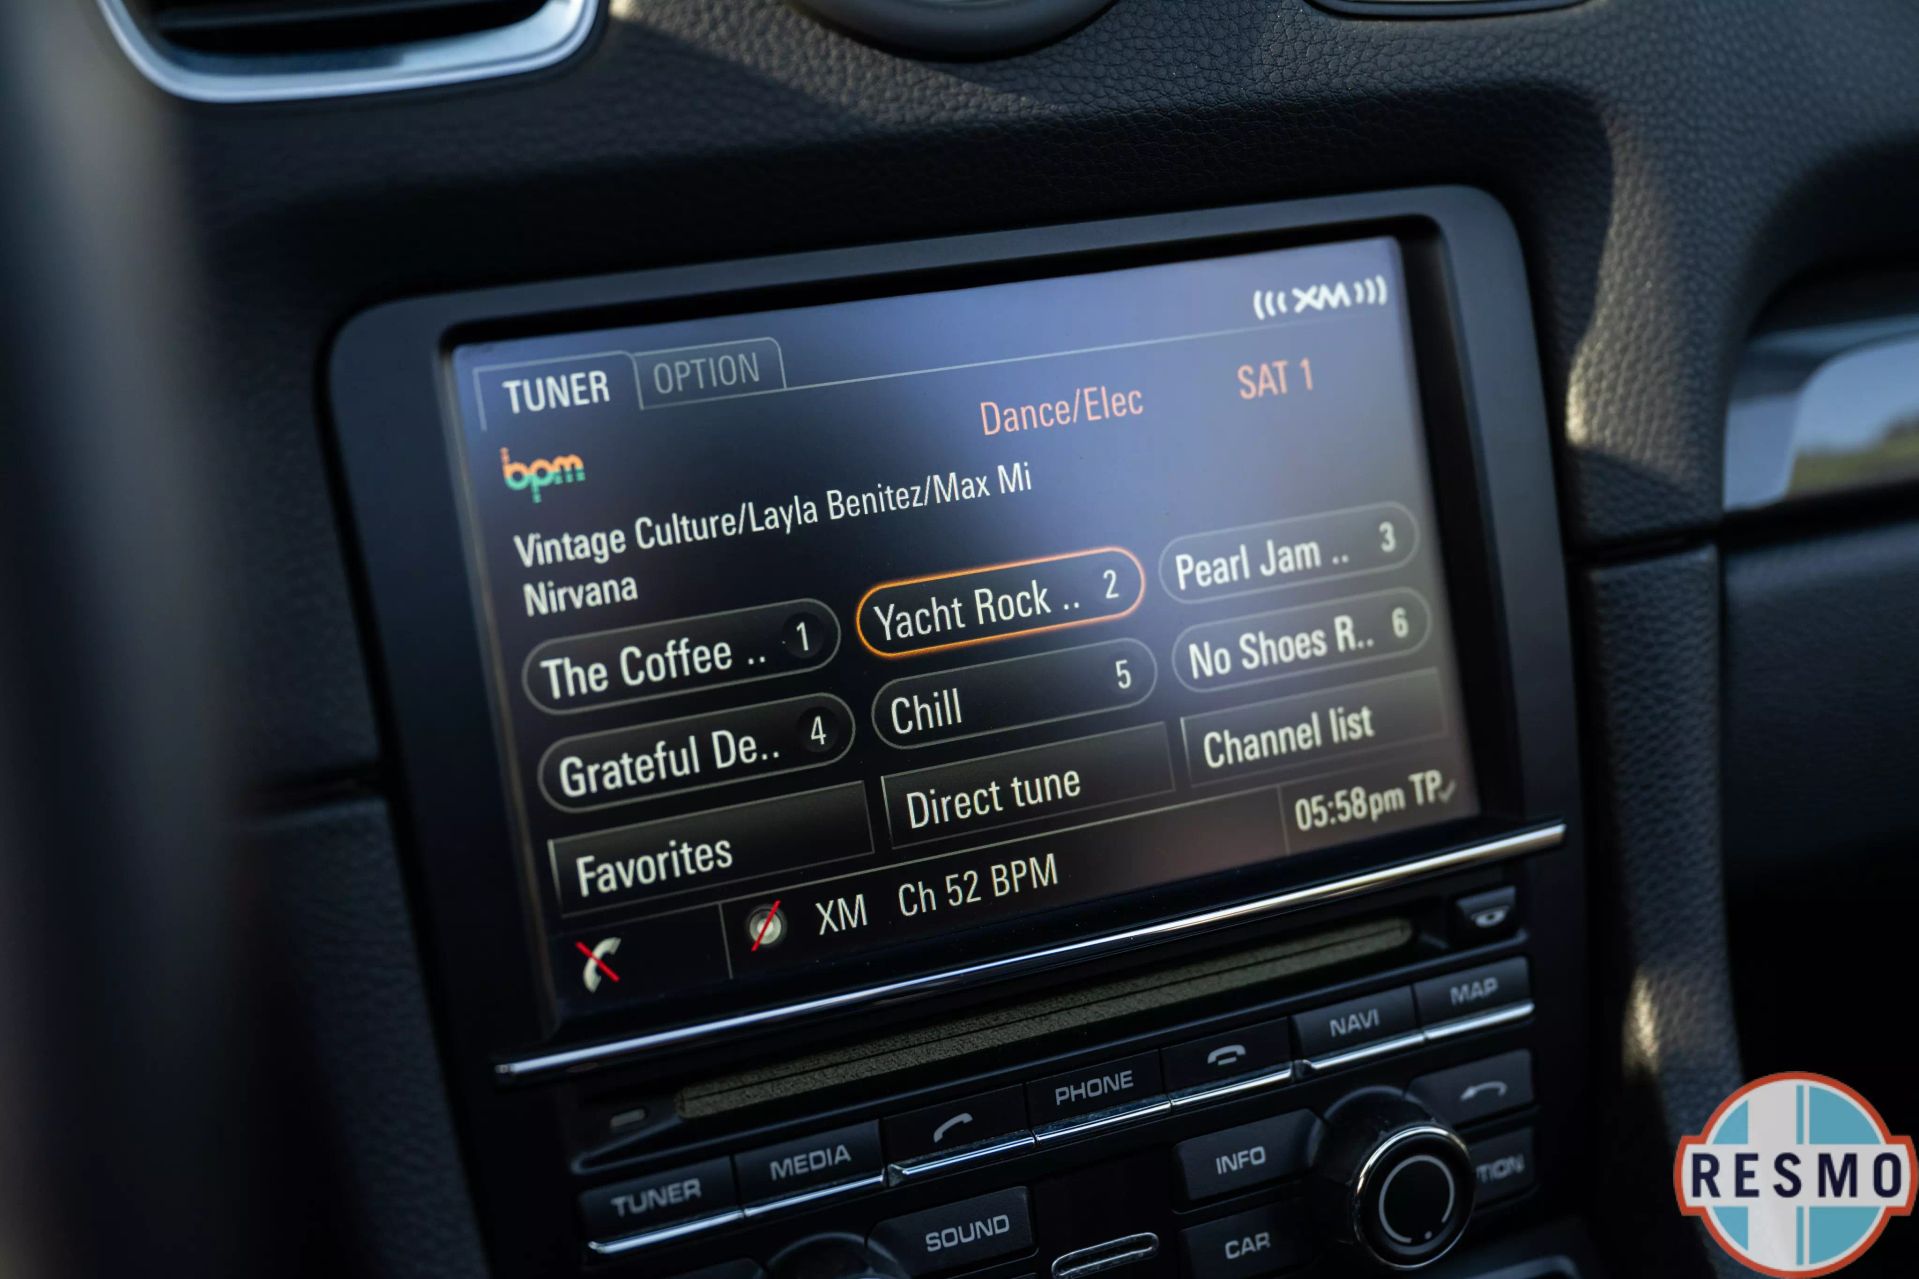 (((XM)))
TUNER OPTION
Dance/Elec SAT 1
bpm
Vintage Culture/Layla Benitez/Max Mi
Nirvana
The Coffee .. 1 Yacht Rock .. 2 Pearl Jam .. 3
Grateful De.. 4 Chill 5 No Shoes R.. 6
Favorites Direct tune Channel list
XM Ch 52 BPM 05:58pm TP
TUNER MEDIA PHONE NAVI MAP
SOUND INFO
CAR
RESMO